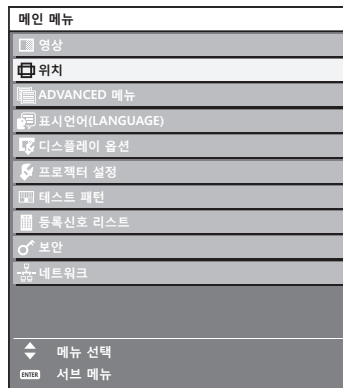 메인 메뉴
영상
위치
ADVANCED 메뉴
표시언어(LANGUAGE)
디스플레이 옵션
프로젝터 설정
테스트 패턴
등록신호 리스트
보안
네트워크
메뉴 선택
ENTER 서브 메뉴